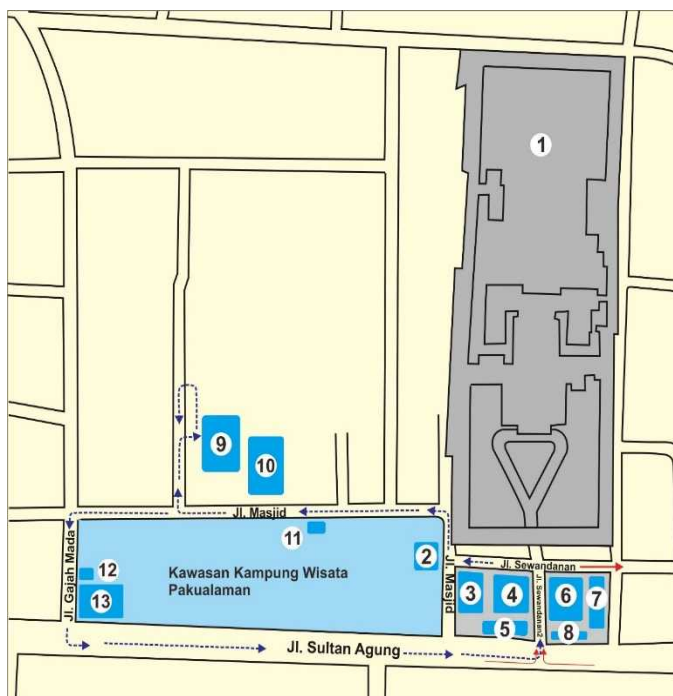 1
9
10
Jl. Masjid
11
2
Jl. Sewandanan
Jl. Gajah Mada
12
13
Kawasan Kampung Wisata
Pakualaman
Jl. Masjid
3
4
5
Jl. Sewandanan2
6
7
8
Jl. Sultan Agung